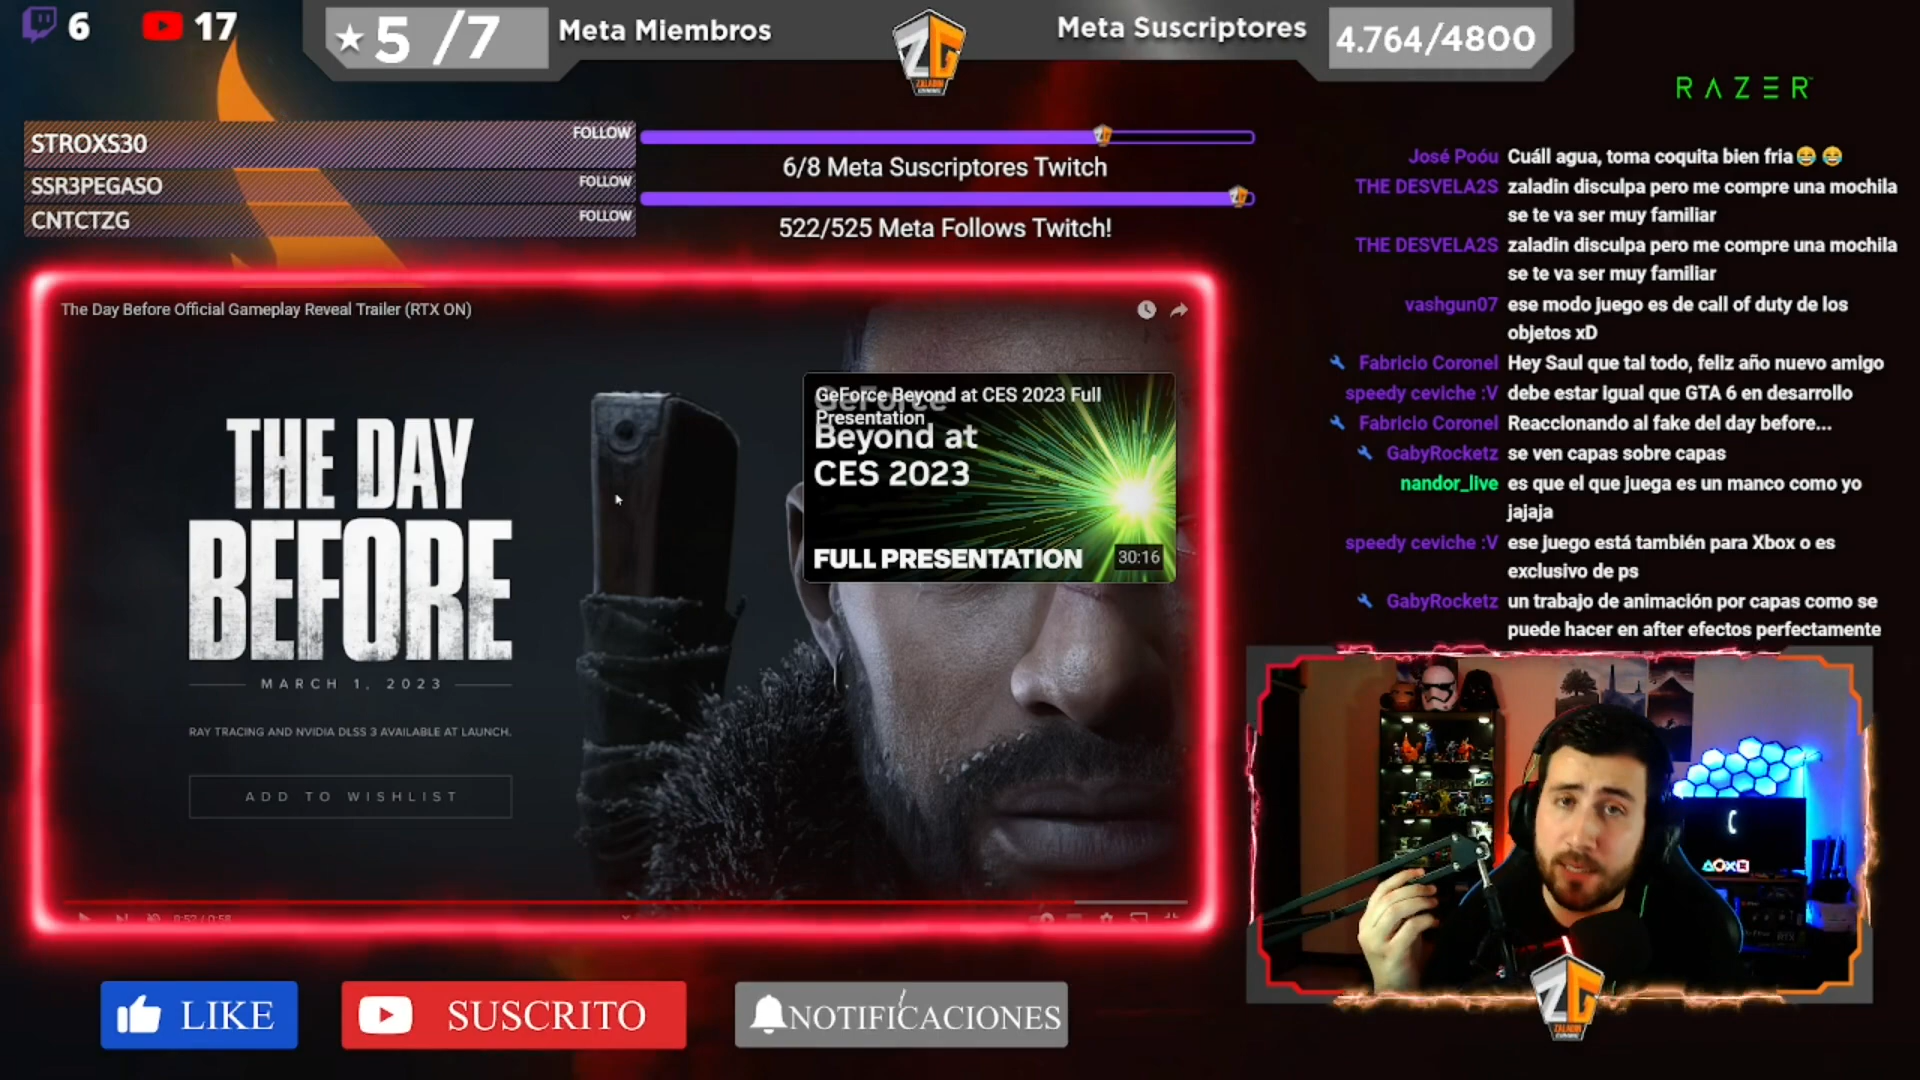 6
17
5 /7
Meta Miembros
ZG
Meta Suscriptores
4.764/4800
RAZER
STROXS30 FOLLOW
SSR3PEGASO FOLLOW
CNTCTZG FOLLOW
6/8 Meta Suscriptores Twitch
522/525 Meta Follows Twitch!
José Poóu Cuáll agua, toma coquita bien fria😂 😂
THE DESVELA2S zaladin disculpa pero me compre una mochila
se te va ser muy familiar
THE DESVELA2S zaladin disculpa pero me compre una mochila
se te va ser muy familiar
vashgun07 ese modo juego es de call of duty de los
objetos xD
Fabricio Coronel Hey Saul que tal todo, feliz año nuevo amigo
speedy ceviche :V debe estar igual que GTA 6 en desarrollo
Fabricio Coronel Reaccionando al fake del day before...
GabyRocketz se ven capas sobre capas
nandor_live es que el que juega es un manco como yo
jajaja
speedy ceviche :V ese juego está también para Xbox o es
exclusivo de ps
GabyRocketz un trabajo de animación por capas como se
puede hacer en after efectos perfectamente
The Day Before Official Gameplay Reveal Trailer (RTX ON)
THE DAY
BEFORE
MARCH 1, 2023
RAY TRACING AND NVIDIA DLSS 3 AVAILABLE AT LAUNCH.
ADD TO WISHLIST
GeForce Beyond at CES 2023 Full
Presentation
GeForce
Beyond at
CES 2023
FULL PRESENTATION
30:16
LIKE
SUSCRITO
NOTIFICACIONES
ZG